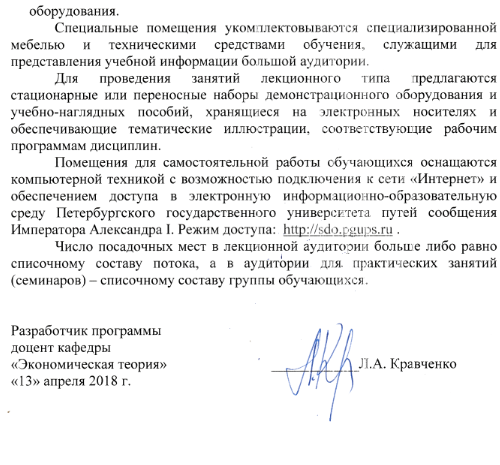 оборудования.
Специальные помещения укомплектовываются специализированной
мебелью и техническими средствами обучения, служащими для
представления учебной информации большой аудитории.
Для проведения занятий лекционного типа предлагаются
стационарные или переносные наборы демонстрационного оборудования и
учебно-наглядных пособий, хранящиеся на электронных носителях и
обеспечивающие тематические иллюстрации, соответствующие рабочим
программам дисциплин.
Помещения для самостоятельной работы обучающихся оснащаются
компьютерной техникой с возможностью подключения к сети «Интернет» и
обеспечением доступа в электронную информационно-образовательную
среду Петербургского государственного университета путей сообщения
Императора Александра I. Режим доступа: http://sdo.pgups.ru .
Число посадочных мест в лекционной аудитории больше либо равно
списочному составу потока, а в аудитории для практических занятий
(семинаров) – списочному составу группы обучающихся.
Разработчик программы
доцент кафедры
«Экономическая теория» Л.А. Кравченко
«13» апреля 2018 г.